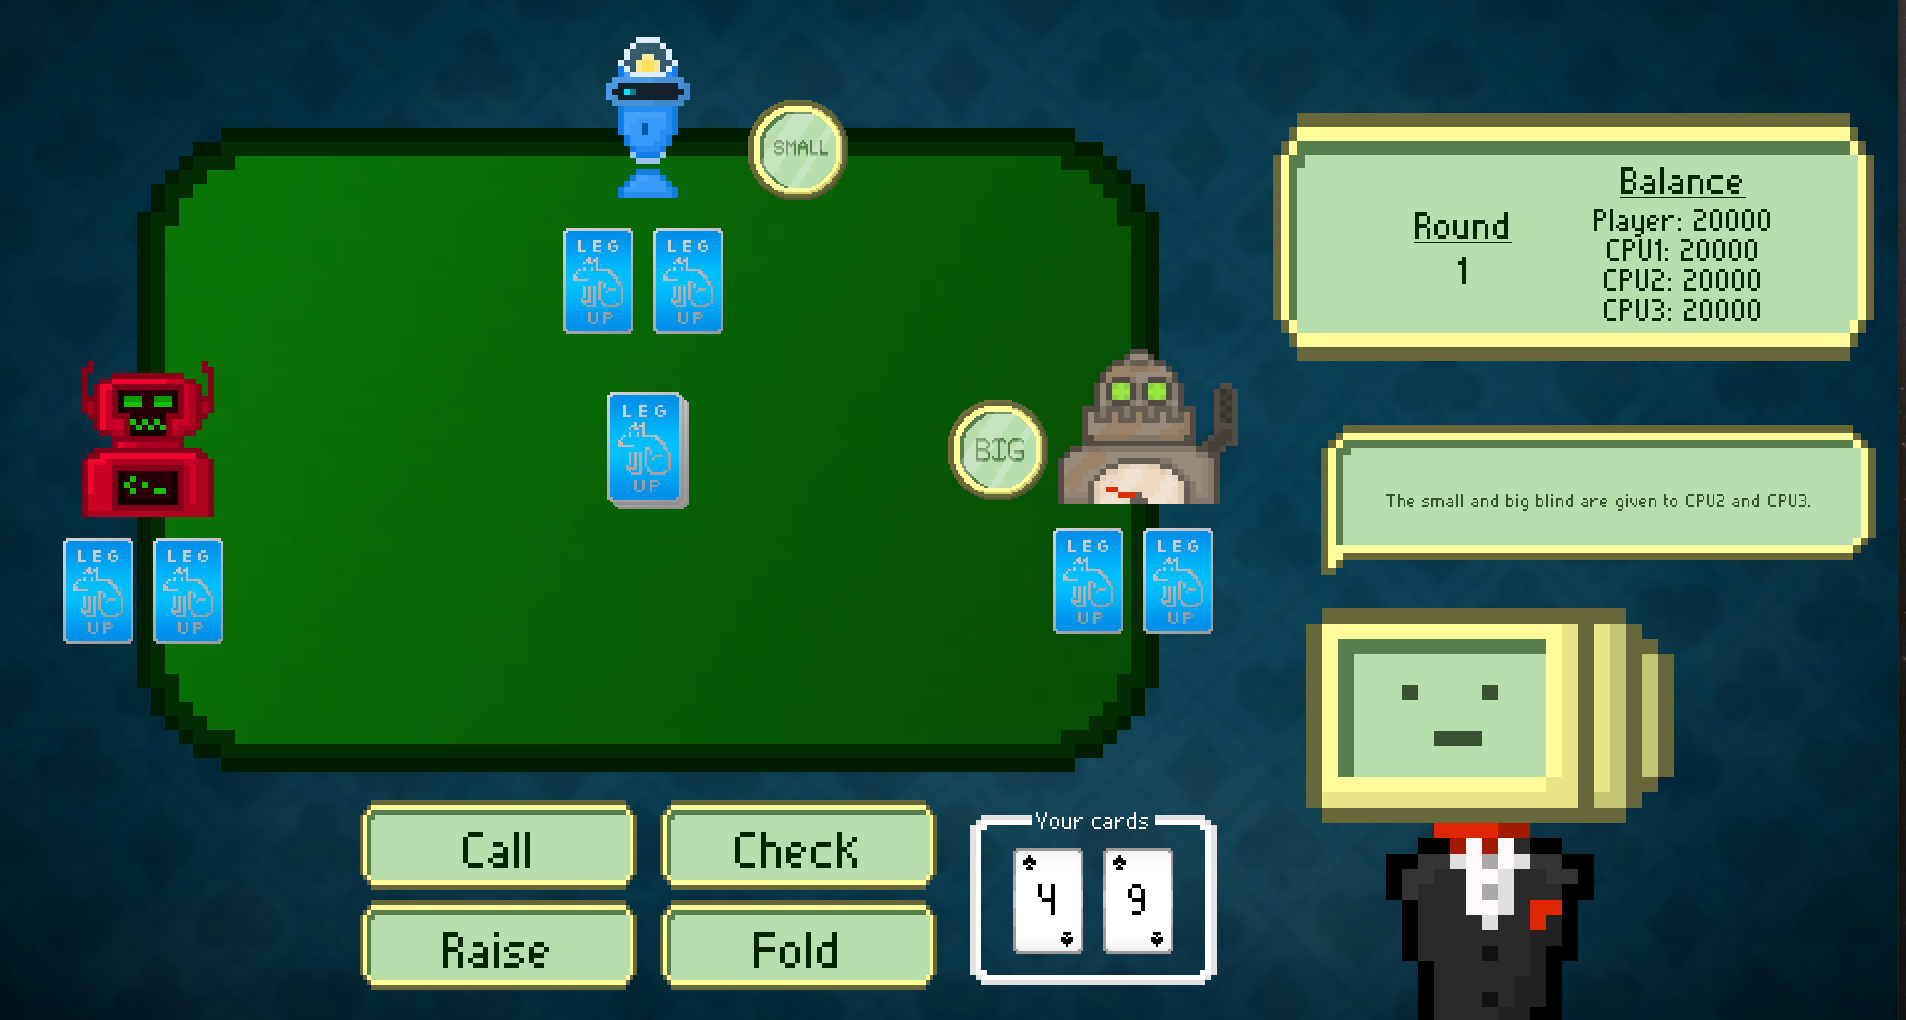 SMALL
LEG
UP
LEG
UP
Balance
Round
1
Player: 20000
CPU1: 20000
CPU2: 20000
CPU3: 20000
LEG
UP
BIG
The small and big blind are given to CPU2 and CPU3.
LEG
UP
LEG
UP
LEG
UP
LEG
UP
Call
Check
Raise
Fold
Your cards
4
9